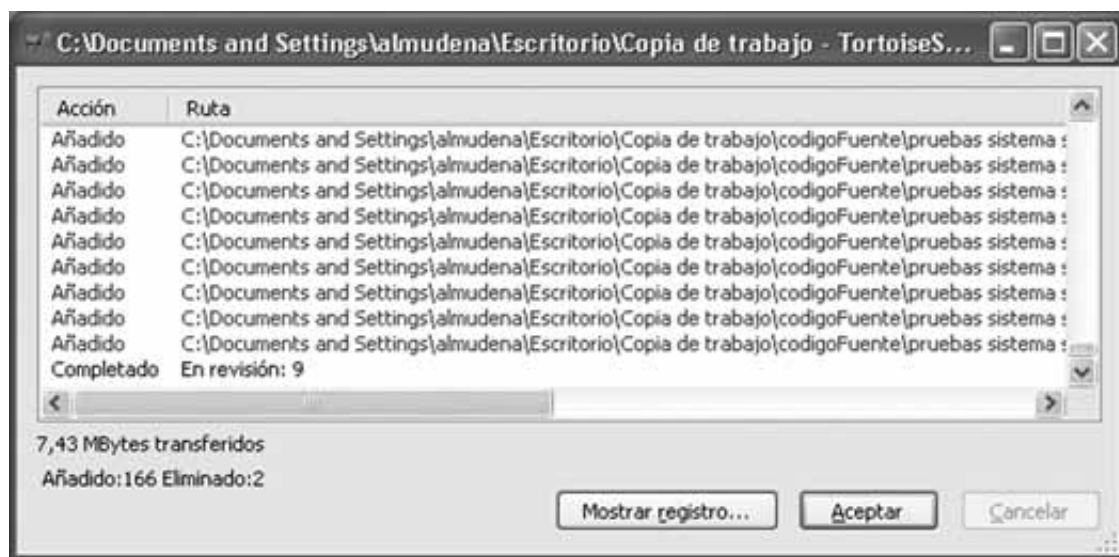 C:\Documents and Settings\almudena\Escritorio\Copia de trabajo - TortoiseS...
Acción Ruta
Añadido C:\Documents and Settings\almudena\Escritorio\Copia de trabajo\codigoFuente\pruebas sistema s
Añadido C:\Documents and Settings\almudena\Escritorio\Copia de trabajo\codigoFuente\pruebas sistema s
Añadido C:\Documents and Settings\almudena\Escritorio\Copia de trabajo\codigoFuente\pruebas sistema s
Añadido C:\Documents and Settings\almudena\Escritorio\Copia de trabajo\codigoFuente\pruebas sistema s
Añadido C:\Documents and Settings\almudena\Escritorio\Copia de trabajo\codigoFuente\pruebas sistema s
Añadido C:\Documents and Settings\almudena\Escritorio\Copia de trabajo\codigoFuente\pruebas sistema s
Añadido C:\Documents and Settings\almudena\Escritorio\Copia de trabajo\codigoFuente\pruebas sistema s
Añadido C:\Documents and Settings\almudena\Escritorio\Copia de trabajo\codigoFuente\pruebas sistema s
Añadido C:\Documents and Settings\almudena\Escritorio\Copia de trabajo\codigoFuente\pruebas sistema s
Completado En revisión: 9
7,43 MBytes transferidos
Añadido:166 Eliminado:2
Mostrar registro... Aceptar Cancelar